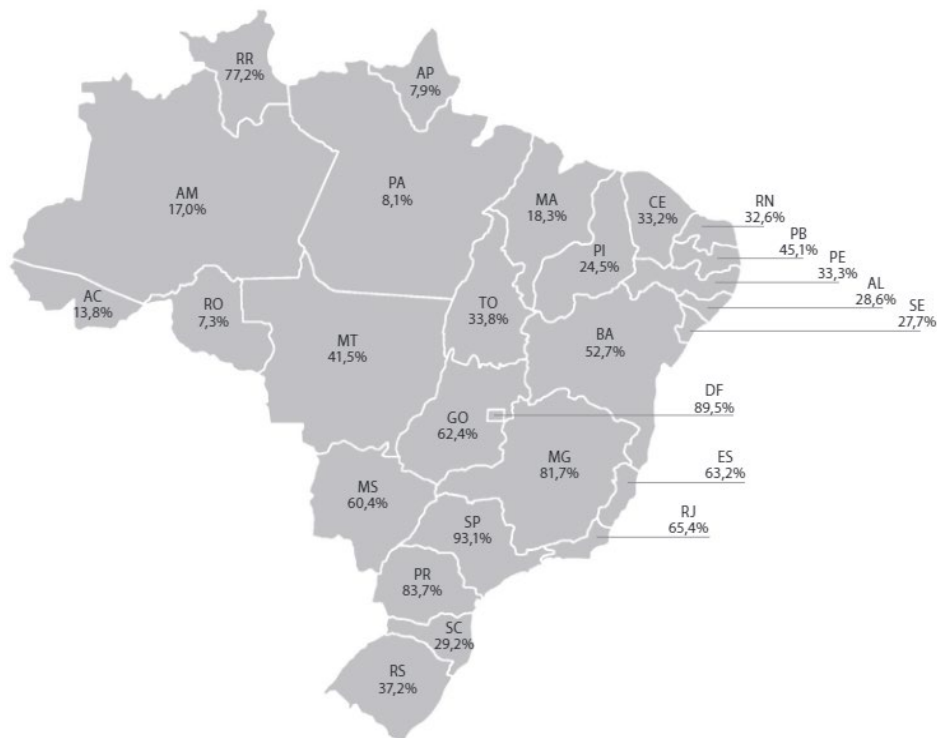 RR
77,2%
AP
7,9%
AM
17,0%
PA
8,1%
MA
18,3%
CE
33,2%
RN
32,6%
PB
45,1%
PE
33,3%
AL
28,6%
SE
27,7%
PI
24,5%
AC
13,8%
RO
7,3%
TO
33,8%
MT
41,5%
BA
52,7%
DF
89,5%
GO
62,4%
MG
81,7%
ES
63,2%
MS
60,4%
RJ
65,4%
SP
93,1%
PR
83,7%
SC
29,2%
RS
37,2%